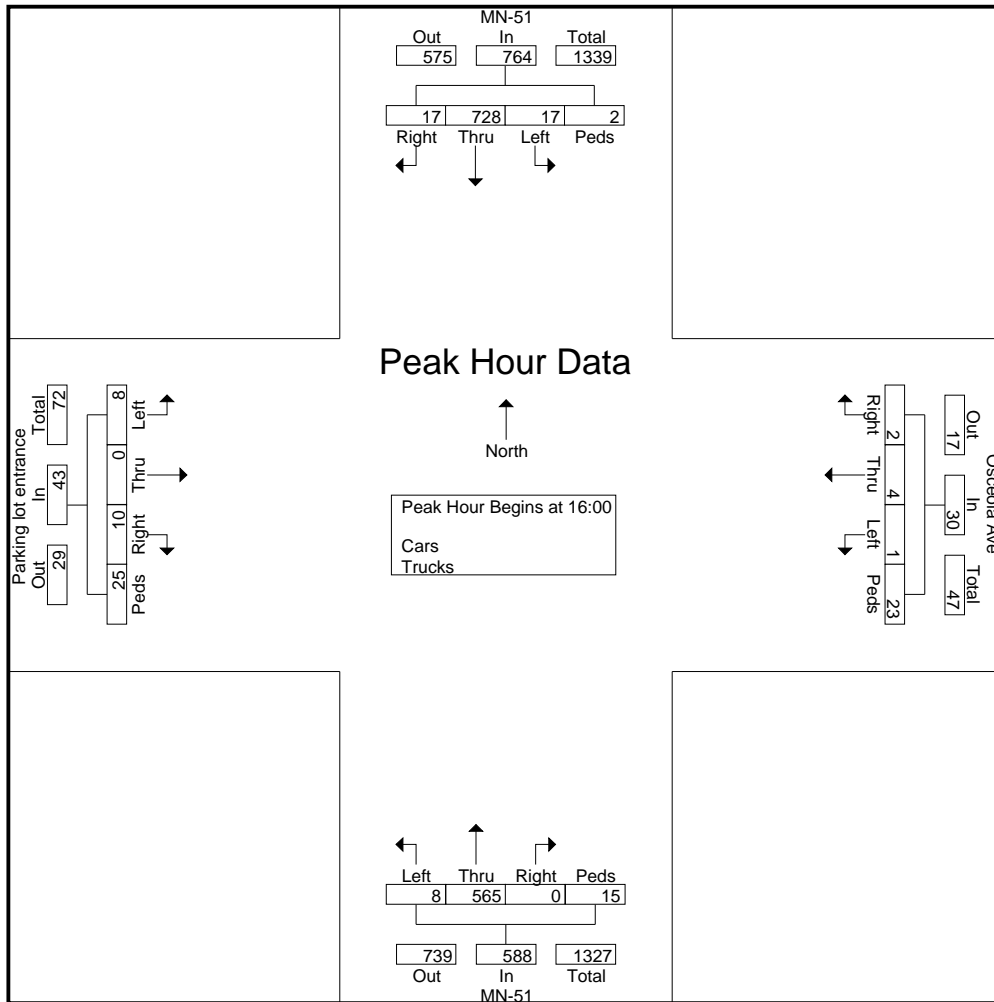 MN-51
Out In Total
575 764 1339
17 728 17 2
Right Thru Left Peds
Peak Hour Data
North
Peak Hour Begins at 16:00
Cars
Trucks
Parking lot entrance
Out In Total
29 43 72
8 0 10 25
Left Thru Right Peds
Osceola Ave
Out In Total
17 30 47
2 4 1 23
Right Thru Left Peds
Left Thru Right Peds
8 565 0 15
739 588 1327
Out In Total
MN-51